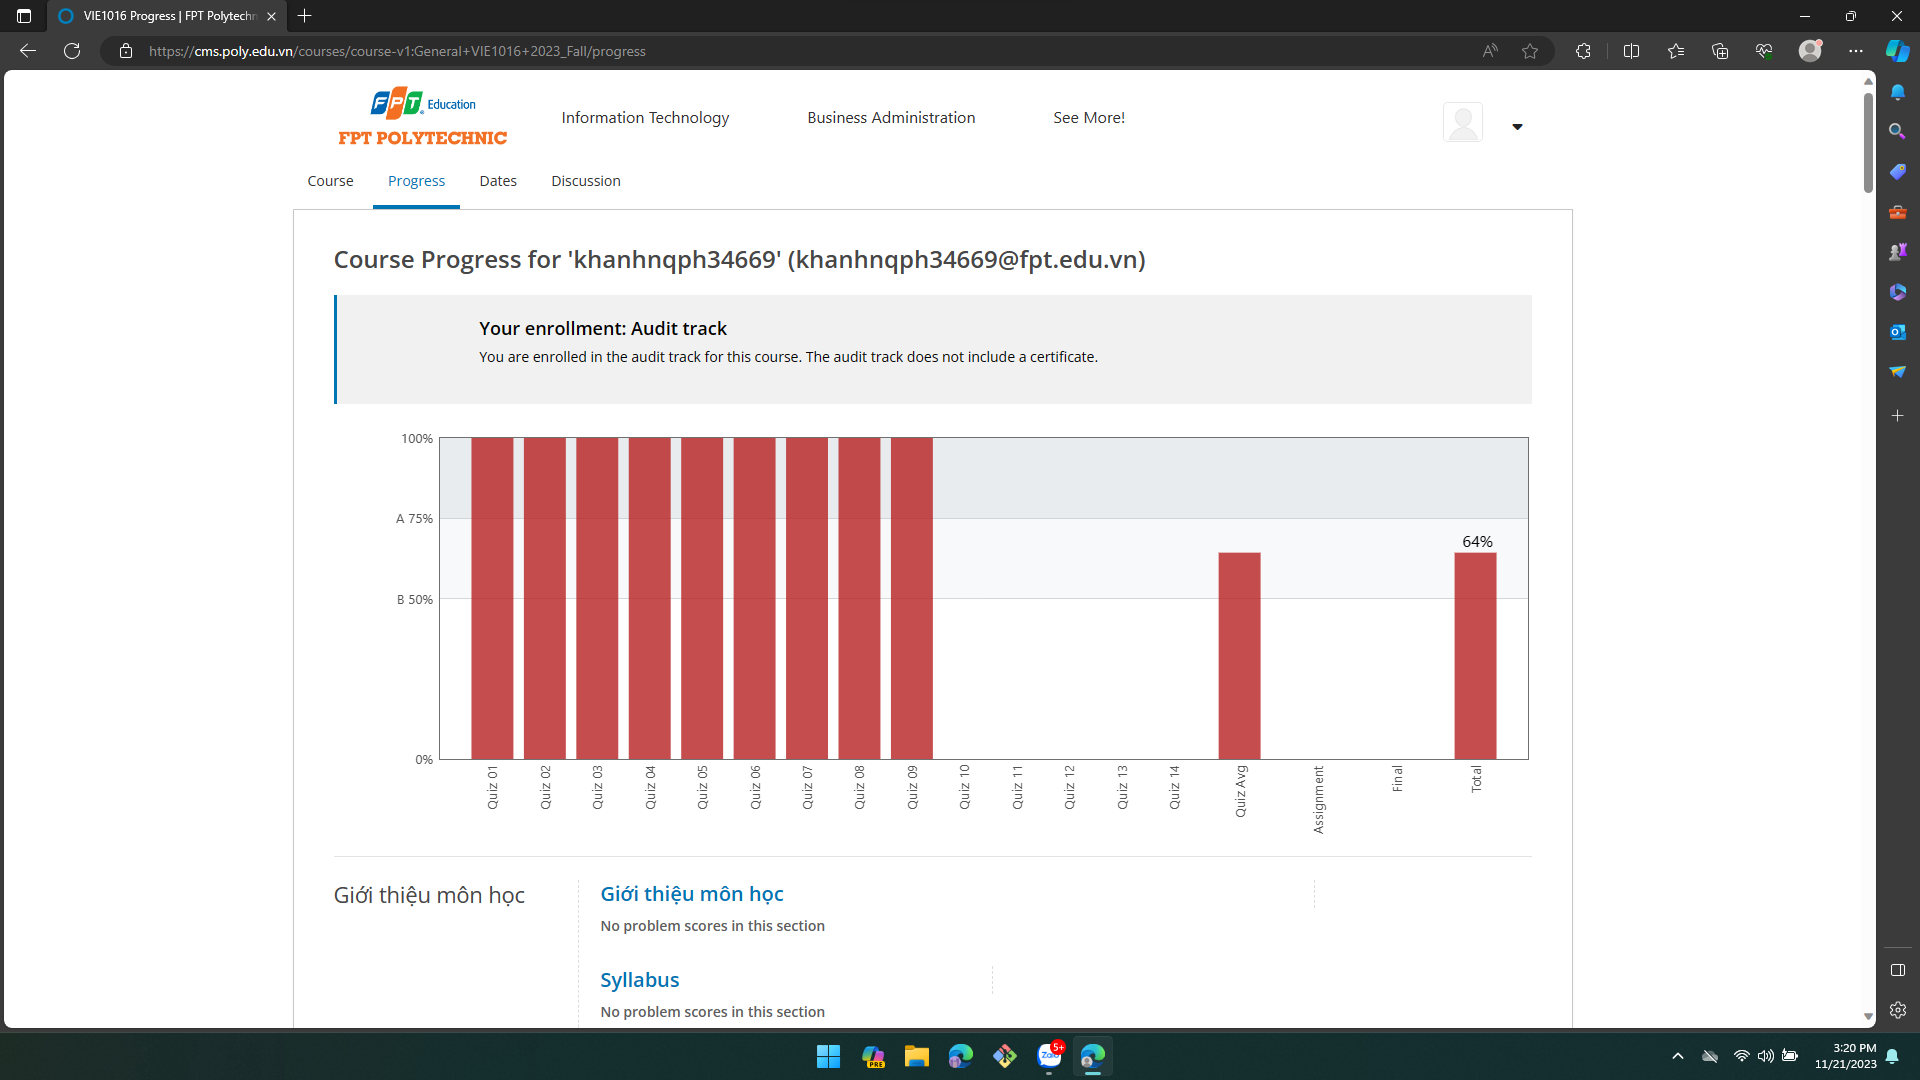 VIE1016 Progress | FPT Polytechn
https://cms.poly.edu.vn/courses/course-v1:General+VIE1016+2023_Fall/progress
FPT Education
FPT POLYTECHNIC
Information Technology
Business Administration
See More!
Course
Progress
Dates
Discussion
Course Progress for 'khanhnqph34669' (khanhnqph34669@fpt.edu.vn)
Your enrollment: Audit track
You are enrolled in the audit track for this course. The audit track does not include a certificate.
100%
A 75%
B 50%
0%
64%
Quiz 01
Quiz 02
Quiz 03
Quiz 04
Quiz 05
Quiz 06
Quiz 07
Quiz 08
Quiz 09
Quiz 10
Quiz 11
Quiz 12
Quiz 13
Quiz 14
Quiz Avg
Assignment
Final
Total
Giới thiệu môn học
Giới thiệu môn học
No problem scores in this section
Syllabus
No problem scores in this section
PRE
Zalo
5+
3:20 PM
11/21/2023